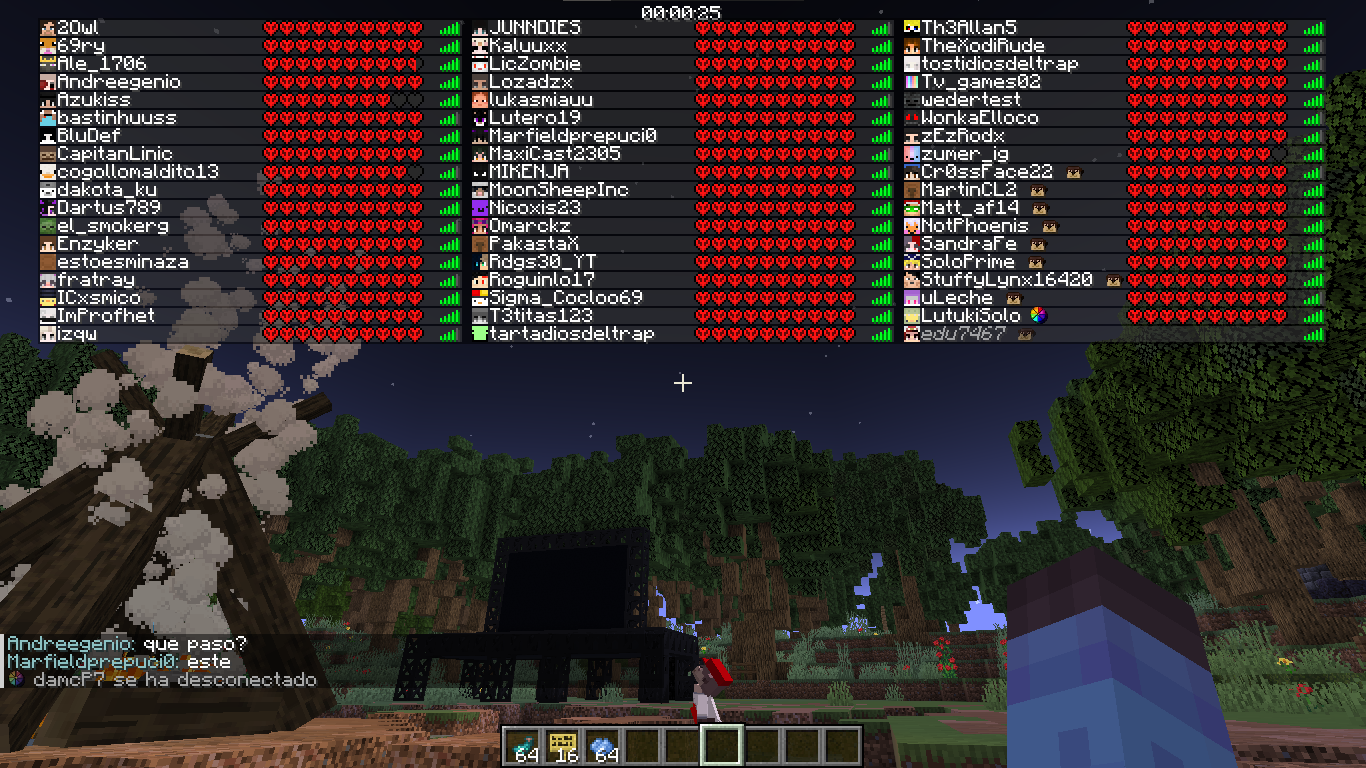 00:00:25
20wl
69ry
Ale_1706
Andreegenio
Azukiss
bastinhuuss
BluDef
CapitanLinic
cogollomaldito13
dakota_ku
Dartus789
el_smokerg
Enzyker
estoesminaza
fratray
ICxsmico
ImProfhet
izqw
JUNNDIES
Kaluuxx
LicZombie
Lozadzx
lukasmiauu
Lutero19
Marfieldprepuci0
MaxiCast2305
MIKENJA
MoonSheepInc
Nicoxis23
Omarckz
PakastaX
Rdgs30_YT
Roguinlo17
Sigma_Cocloo69
T3titas123
tartadiosdeltrap
Th3Allan5
TheXodiRude
tostidiosdeltrap
Tv_games02
wedertest
WonkaElloco
zEzRodx
zumer_ig
Cr0ssFace22
MartinCL2
Matt_af14
NotPhoenis
SandraFe
SoloPrime
StuffyLynx16420
uLeche
LutukiSolo
edu7467
Andreegenio: que paso?
Marfieldprepuci0: este
damcP7 se ha desconectado
64 16 64